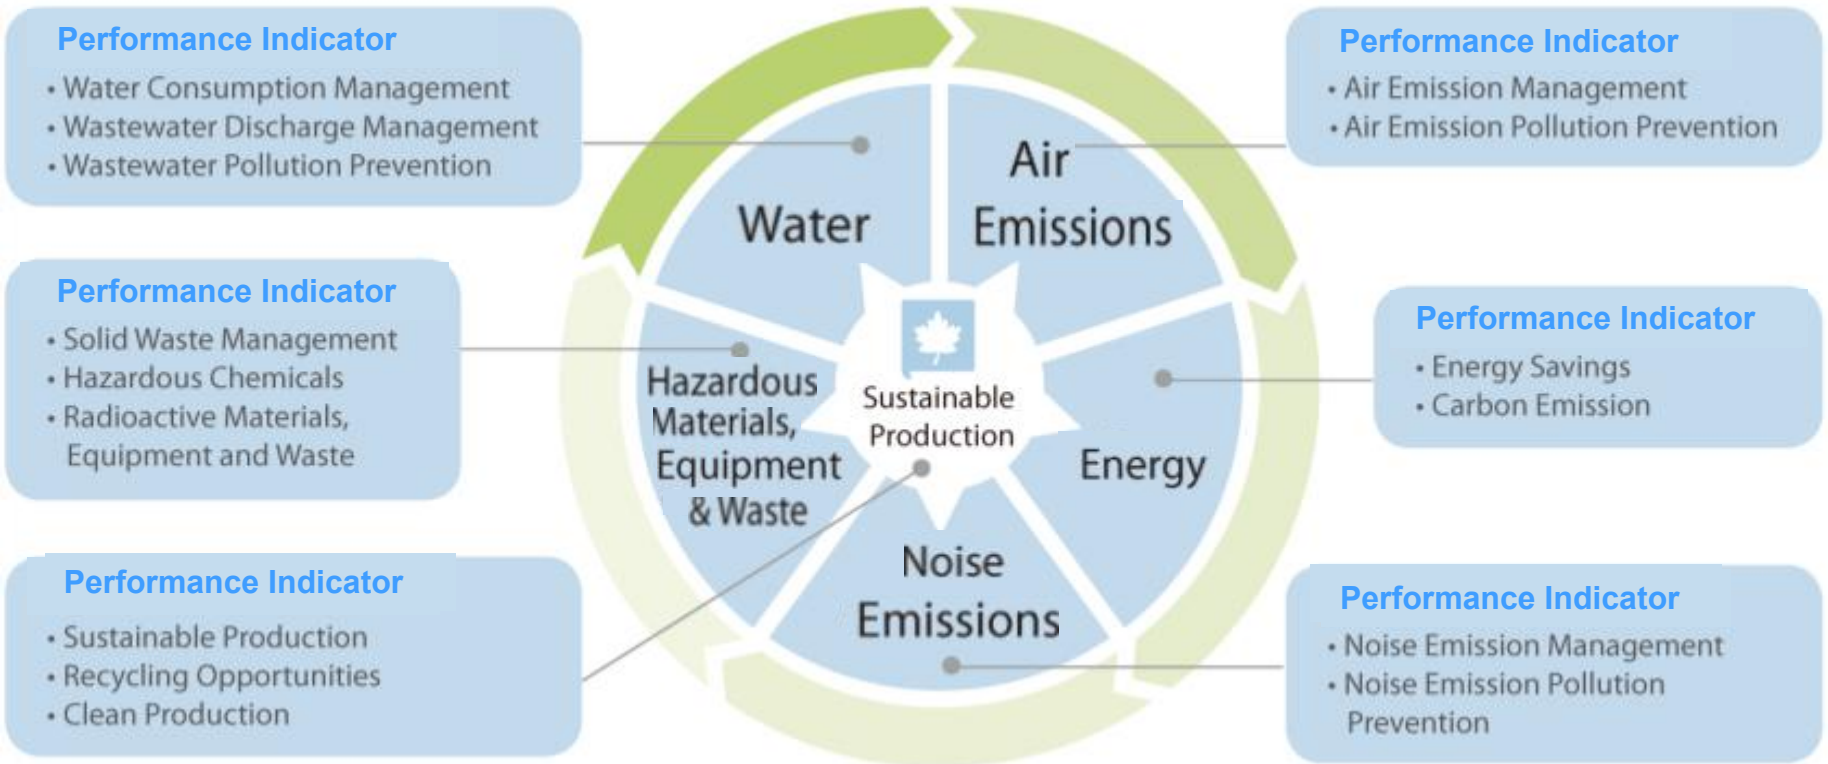 Performance Indicator
• Water Consumption Management
• Wastewater Discharge Management
• Wastewater Pollution Prevention
Performance Indicator
• Solid Waste Management
• Hazardous Chemicals
• Radioactive Materials,
Equipment and Waste
Performance Indicator
• Sustainable Production
• Recycling Opportunities
• Clean Production
Water
Air
Emissions
Hazardous
Materials,
Equipment
& Waste
Sustainable
Production
Energy
Noise
Emissions
Performance Indicator
• Air Emission Management
• Air Emission Pollution Prevention
Performance Indicator
• Energy Savings
• Carbon Emission
Performance Indicator
• Noise Emission Management
• Noise Emission Pollution
Prevention